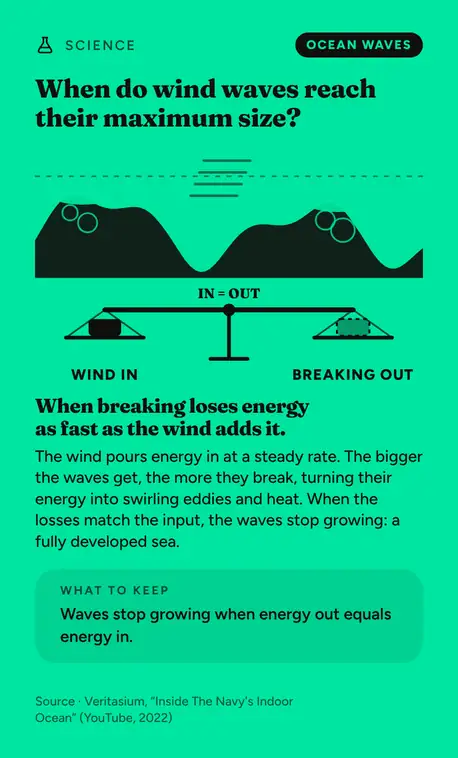 SCIENCE
OCEAN WAVES
When do wind waves reach
their maximum size?
IN = OUT
WIND IN
BREAKING OUT
When breaking loses energy
as fast as the wind adds it.
The wind pours energy in at a steady rate. The bigger
the waves get, the more they break, turning their
energy into swirling eddies and heat. When the
losses match the input, the waves stop growing: a
fully developed sea.
WHAT TO KEEP
Waves stop growing when energy out equals
energy in.
Source · Veritasium, “Inside The Navy’s Indoor
Ocean” (YouTube, 2022)